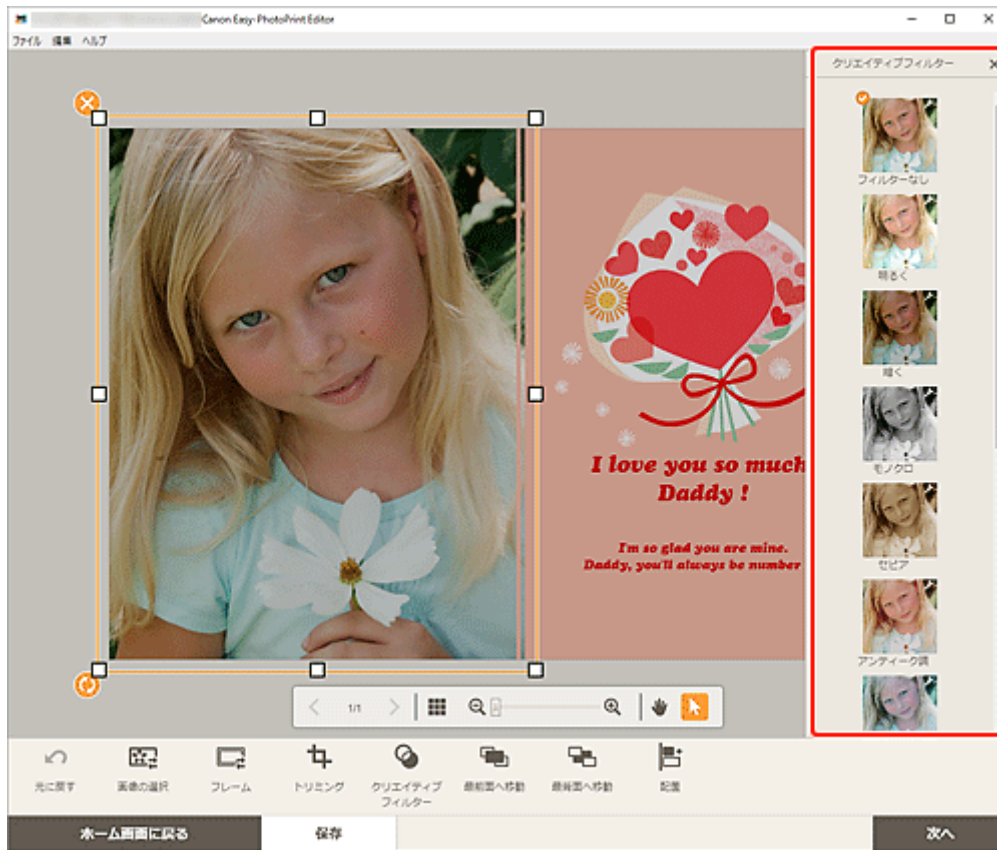 Canon Easy-PhotoPrint Editor
ファイル 編集 ヘルプ
クリエイティブフィルター
フィルターなし
明るく
暗く
モノクロ
セピア
アンティーク調
I love you so much
Daddy !
I'm so glad you are mine.
Daddy, you'll always be number
1/1
元に戻す
画像の選択
フレーム
トリミング
クリエイティブ
フィルター
最前面へ移動
最背面へ移動
配置
ホーム画面に戻る
保存
次へ